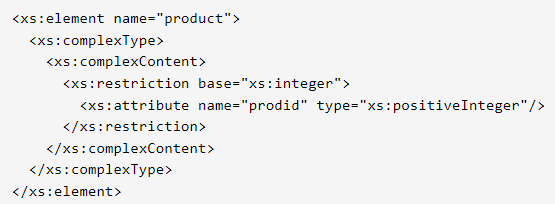 <xs:element name="product">
  <xs:complexType>
    <xs:complexContent>
      <xs:restriction base="xs:integer">
        <xs:attribute name="prodid" type="xs:positiveInteger"/>
      </xs:restriction>
    </xs:complexContent>
  </xs:complexType>
</xs:element>